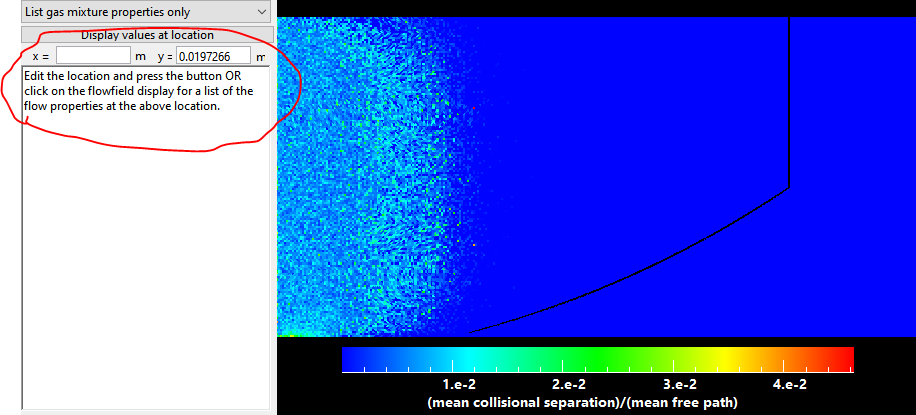 List gas mixture properties only
Display values at location
x = m y = 0.0197266 m
Edit the location and press the button OR
click on the flowfield display for a list of the
flow properties at the above location.
1.e-2 2.e-2 3.e-2 4.e-2
(mean collisional separation)/(mean free path)